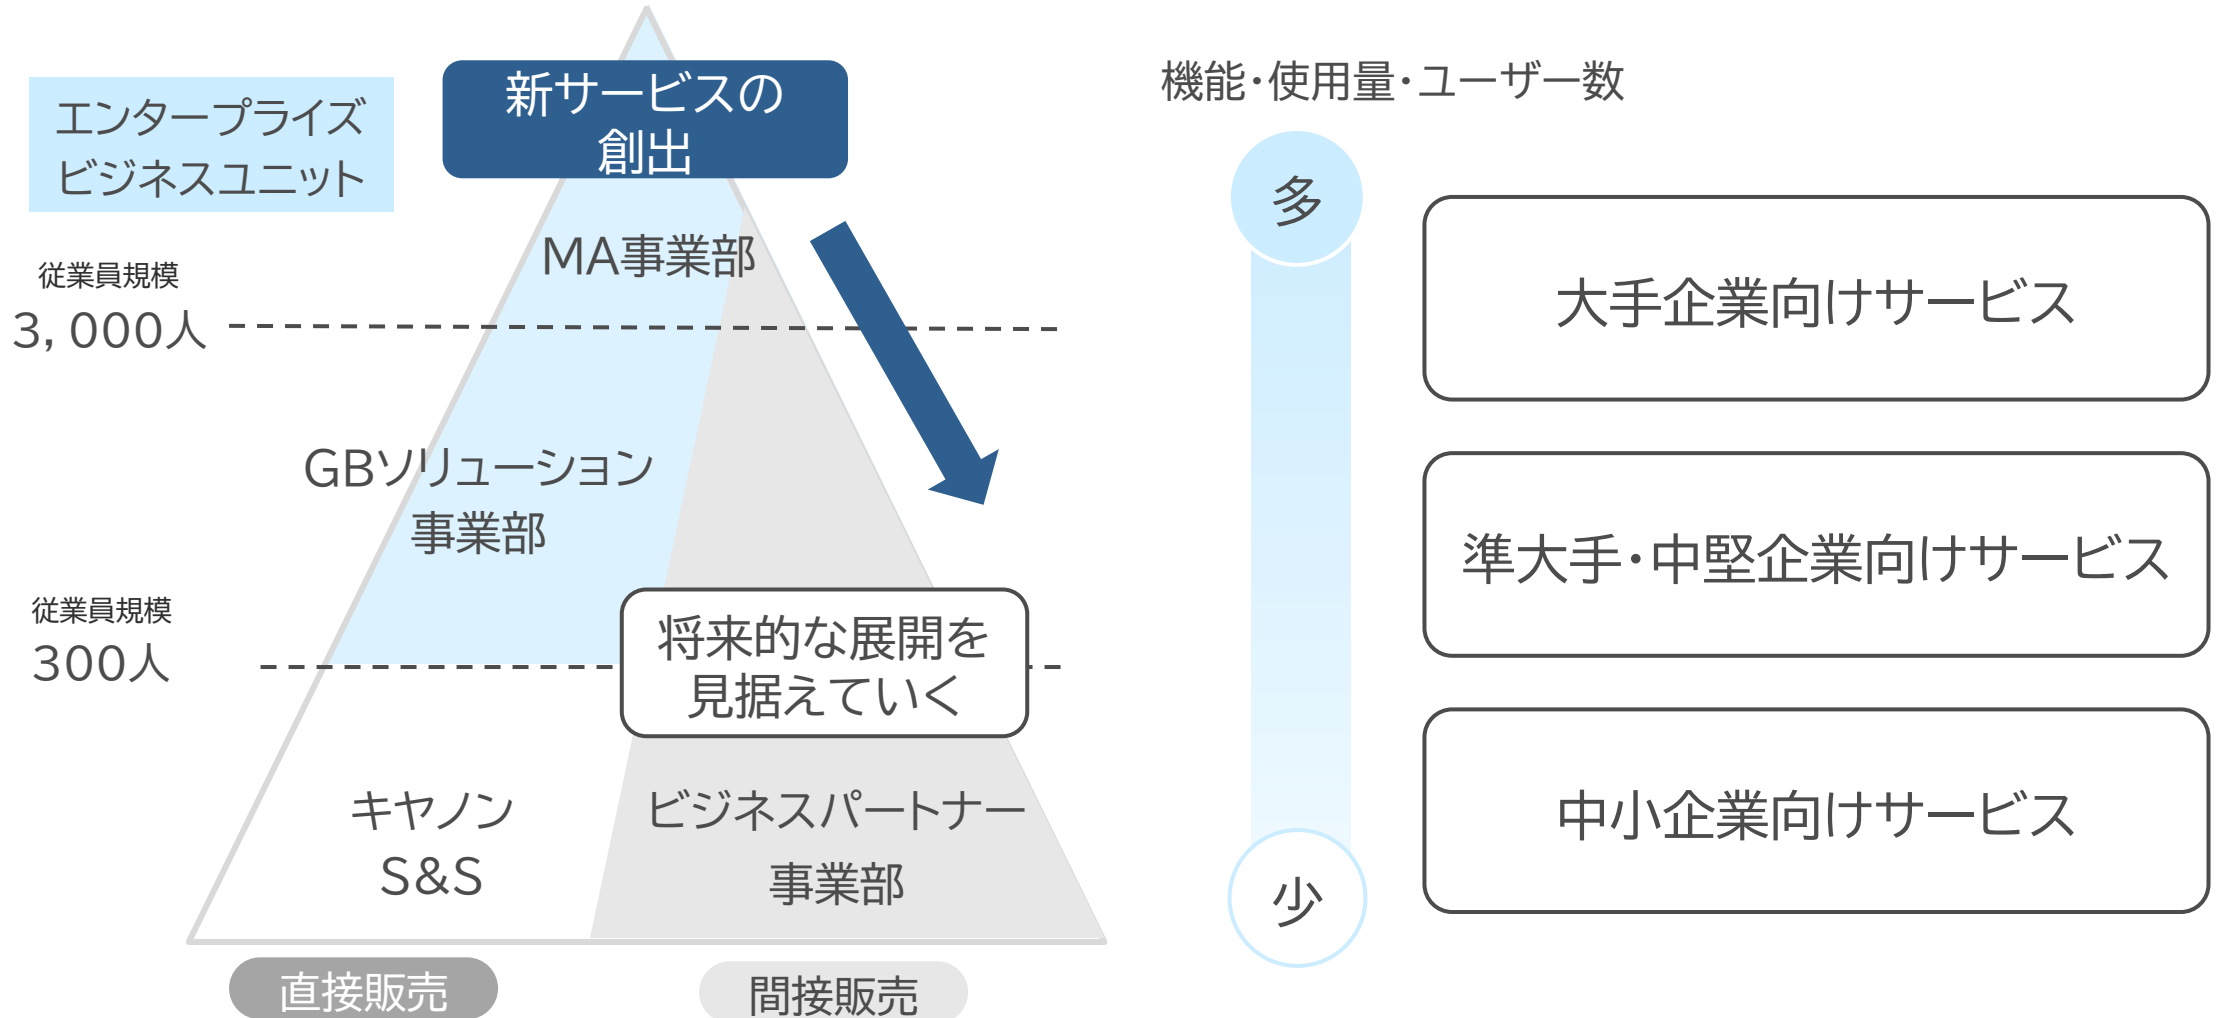 エンタープライズ
ビジネスユニット
新サービスの
創出
MA事業部
従業員規模
3,000人
GBソリューション
事業部
従業員規模
300人
将来的な展開を
見据えていく
キヤノン
S&S
ビジネスパートナー
事業部
直接販売
間接販売
機能・使用量・ユーザー数
多
少
大手企業向けサービス
準大手・中堅企業向けサービス
中小企業向けサービス